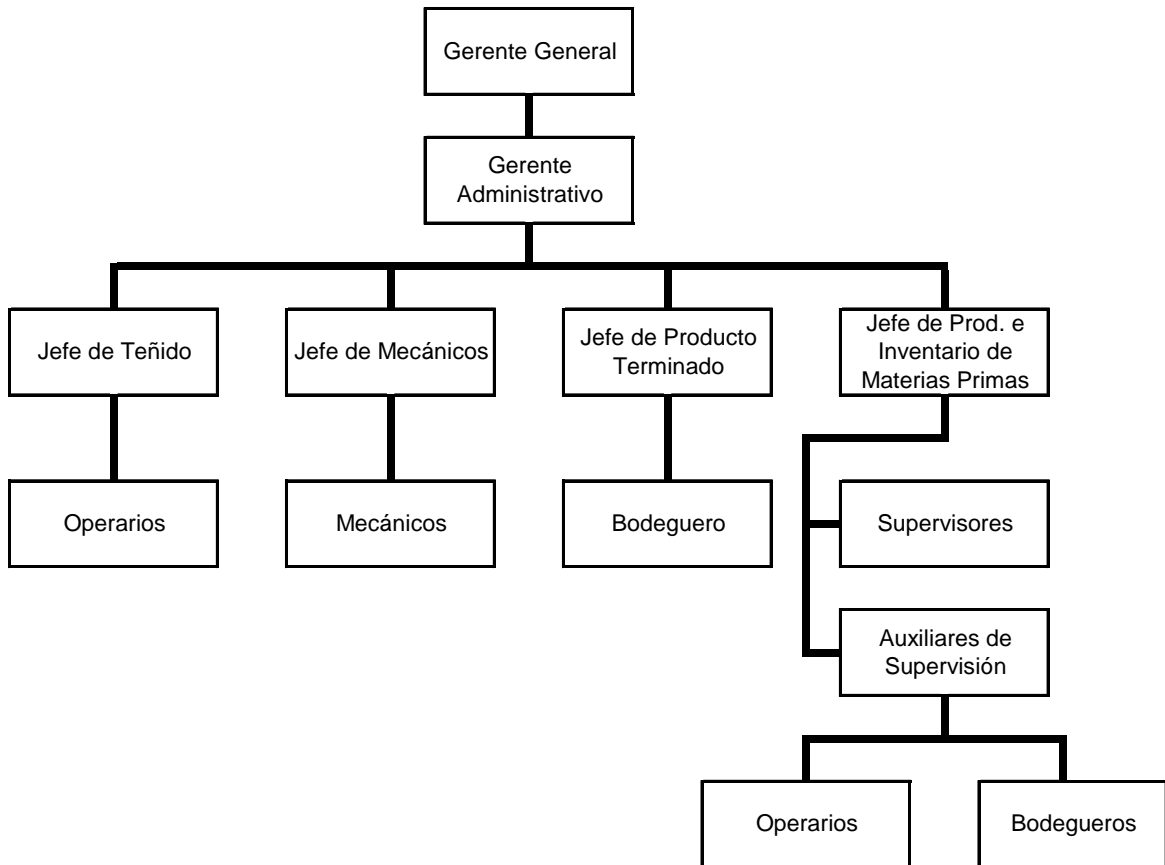 Gerente General
Gerente
Administrativo
Jefe de Teñido
Jefe de Mecánicos
Jefe de Producto
Terminado
Jefe de Prod. e
Inventario de
Materias Primas
Operarios
Mecánicos
Bodeguero
Supervisores
Auxiliares de
Supervisión
Operarios
Bodegueros